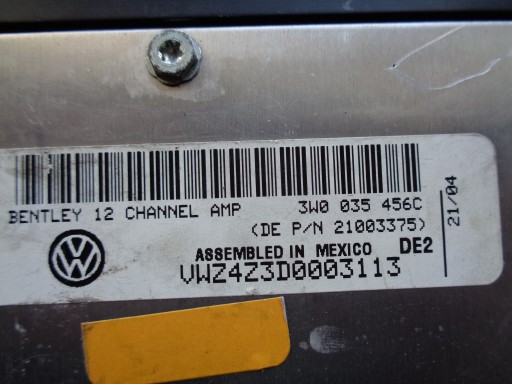 BENTLEY 12 CHANNEL AMP 3W0 035 456C
(DE P/N 21003375)
ASSEMBLED IN MEXICO DE2
VWZ4Z3D0003113
21/04